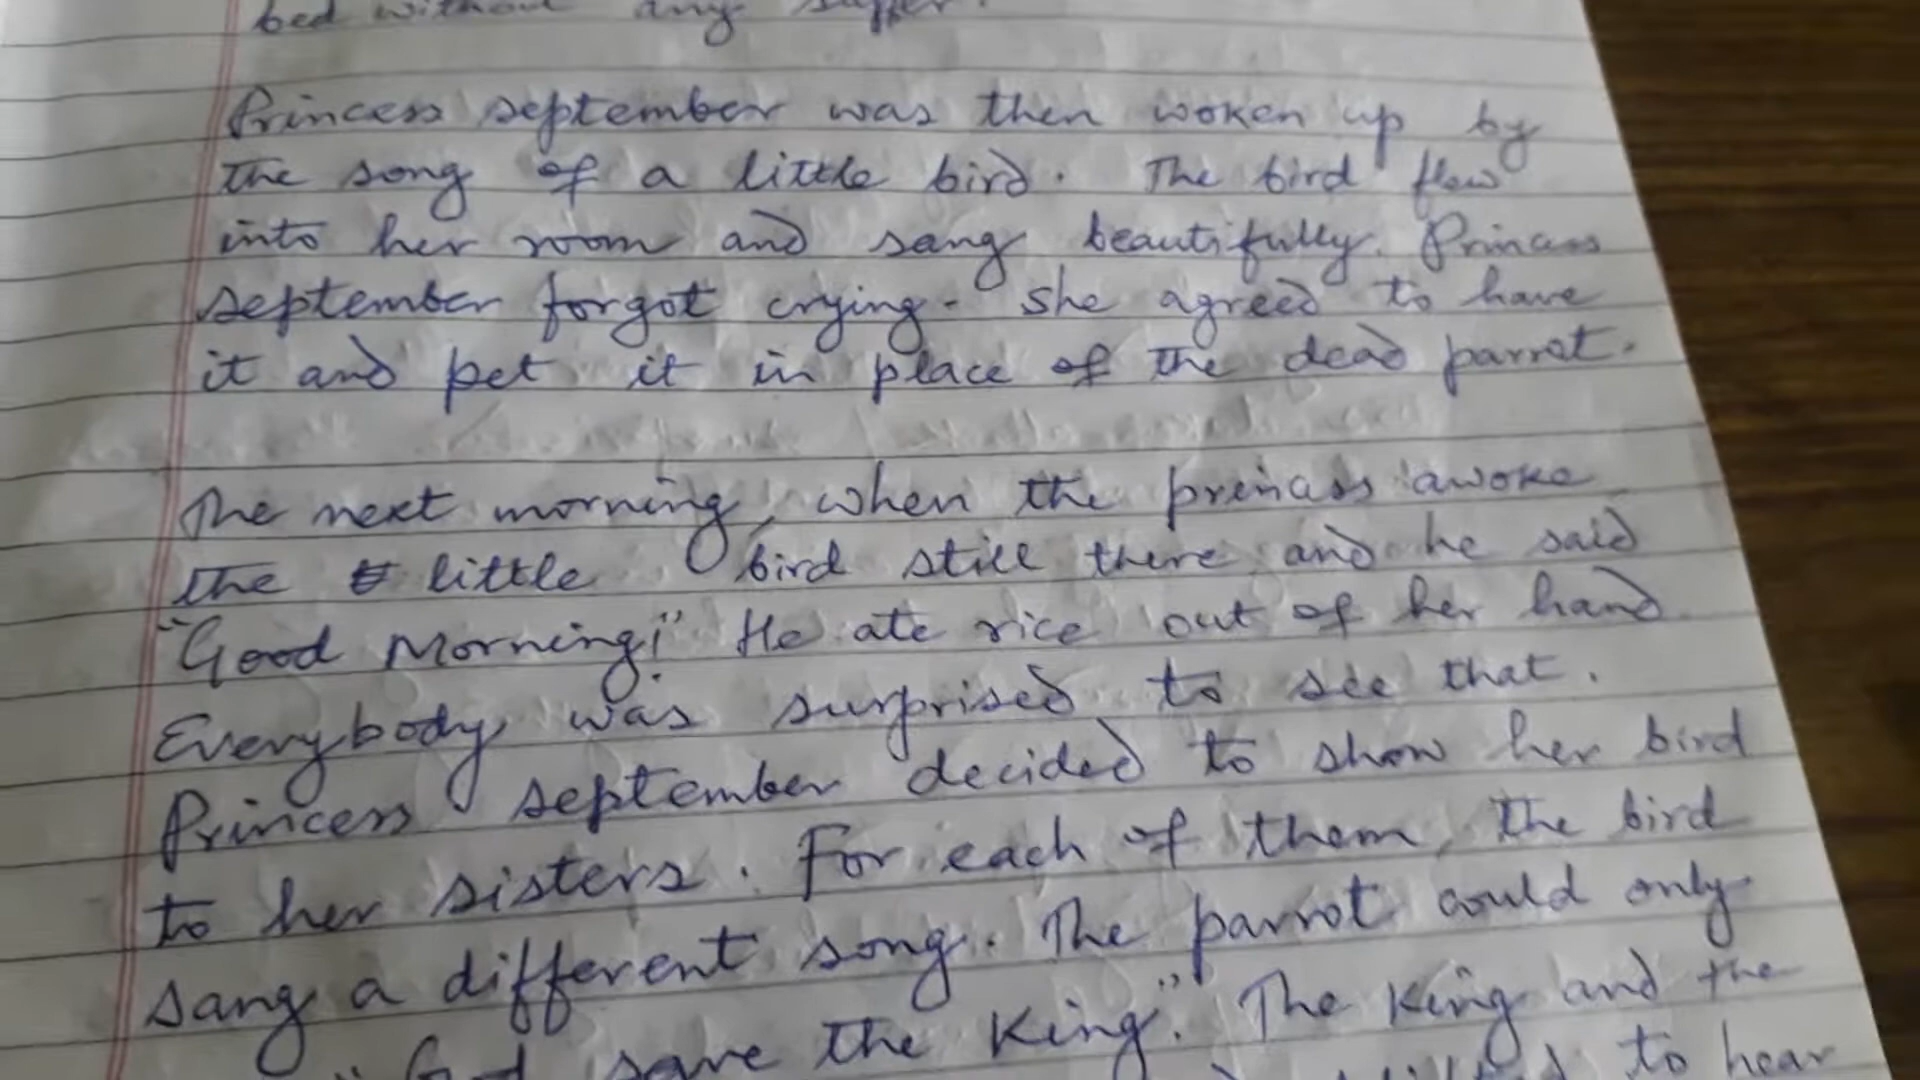 bed without any suffer.
Princess september was then woken up by
the song of a little bird. The bird flew
into her room and sang beautifully. Princess
september forgot crying. She agreed to have
it and pet it in place of the dead parrot.
The next morning, when the princess awoke
the little bird still there and he said
"Good Morning!" He ate rice out of her hand
Everybody was surprised to see that.
Princess september decided to show her bird
to her sisters. For each of them, the bird
sang a different song. The parrot could only
"God save the King". The King and the
to hear